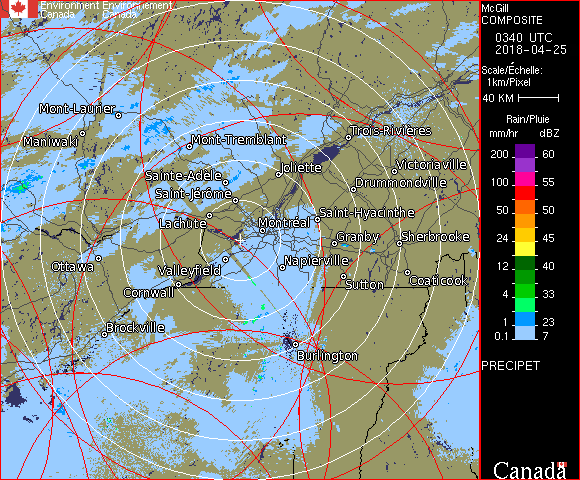 Environment Environnement
Canada Canada
Mont-Laurier
Maniwaki
Mont-Tremblant
Trois-Rivières
Sainte-Adèle
Joliette
Victoriaville
Saint-Jérôme
Drummondville
Lachute
Montréal
Saint-Hyacinthe
Granby
Sherbrooke
Ottawa
Valleyfield
Napierville
Cornwall
Sutton
Coaticook
Brockville
Burlington
McGill
COMPOSITE
0340 UTC
2018-04-25
Scale/Échelle:
1km/Pixel
40 KM
Rain/Pluie
mm/hr dBZ
200 60
150 57
100 55
50 50
24 45
12 40
4 33
1 23
0.1 7
PRECIPET
Canada